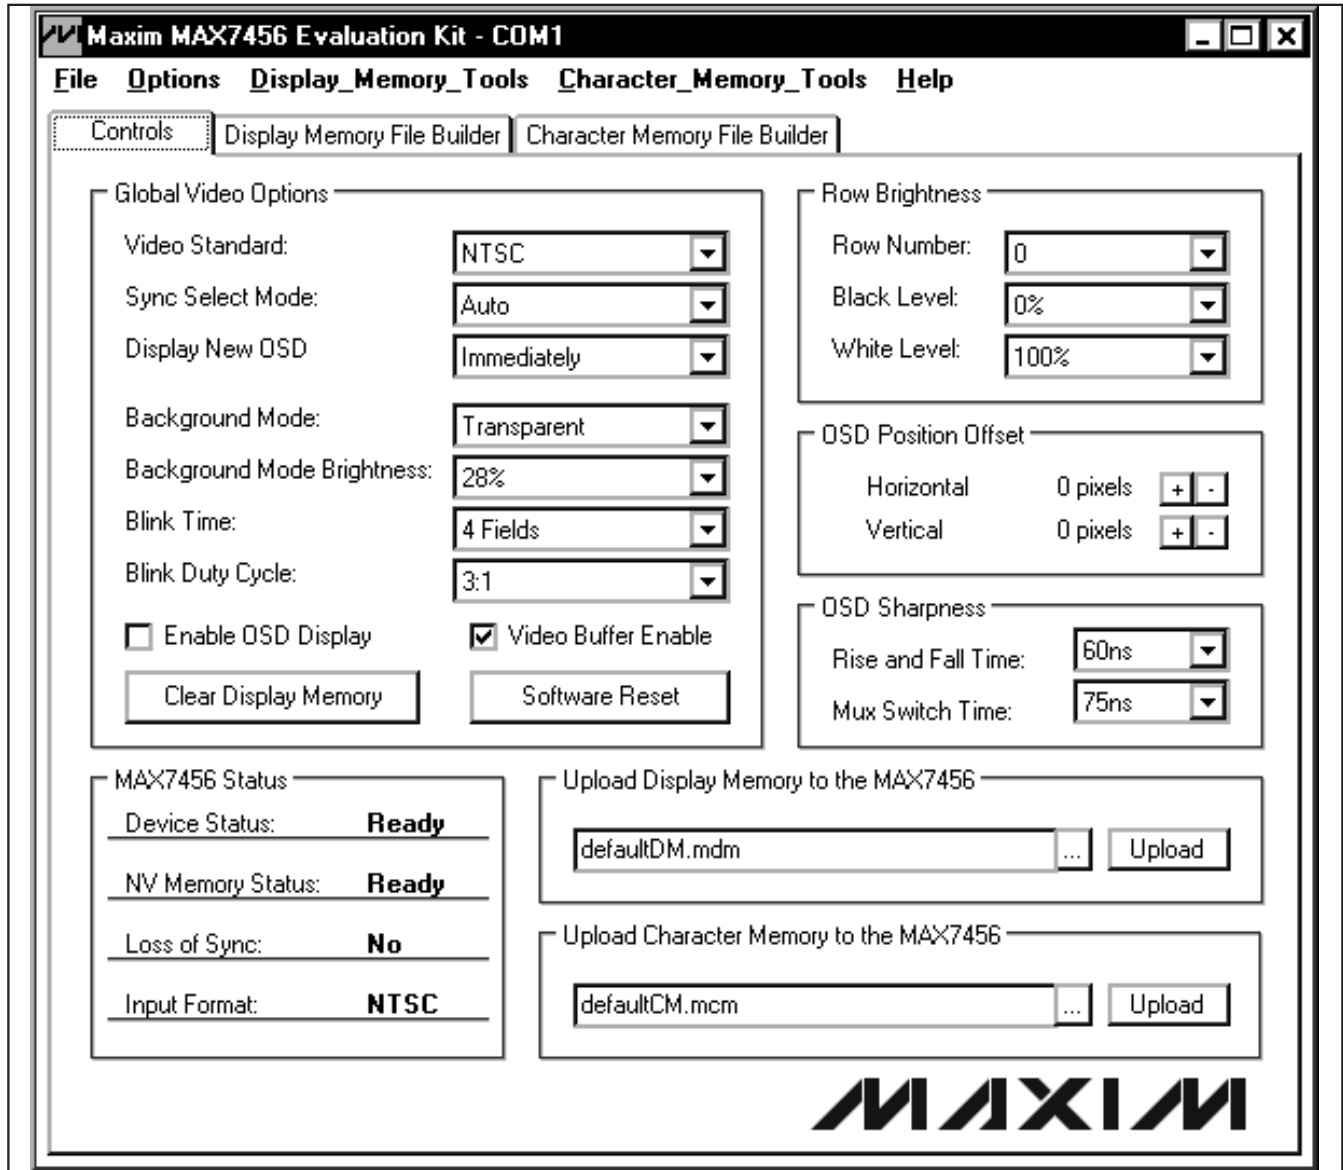 Maxim MAX7456 Evaluation Kit - COM1
File Options Display_Memory_Tools Character_Memory_Tools Help
Controls Display Memory File Builder Character Memory File Builder
Global Video Options
Video Standard: NTSC
Sync Select Mode: Auto
Display New OSD Immediately
Background Mode: Transparent
Background Mode Brightness: 28%
Blink Time: 4 Fields
Blink Duty Cycle: 3:1
Enable OSD Display Video Buffer Enable
Clear Display Memory Software Reset
Row Brightness
Row Number: 0
Black Level: 0%
White Level: 100%
OSD Position Offset
Horizontal 0 pixels + -
Vertical 0 pixels + -
OSD Sharpness
Rise and Fall Time: 60ns
Mux Switch Time: 75ns
MAX7456 Status
Device Status: Ready
NV Memory Status: Ready
Loss of Sync: No
Input Format: NTSC
Upload Display Memory to the MAX7456
defaultDM.mdm ... Upload
Upload Character Memory to the MAX7456
defaultCM.mcm ... Upload
MAXIM